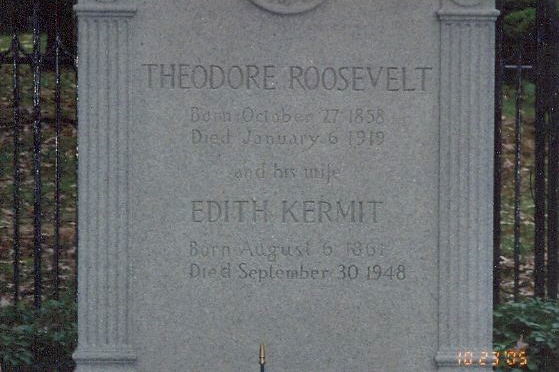 THEODORE ROOSEVELT
Born October 27 1858
Died January 6 1919
and his wife
EDITH KERMIT
Born August 6 1861
Died September 30 1948
10 23 '05